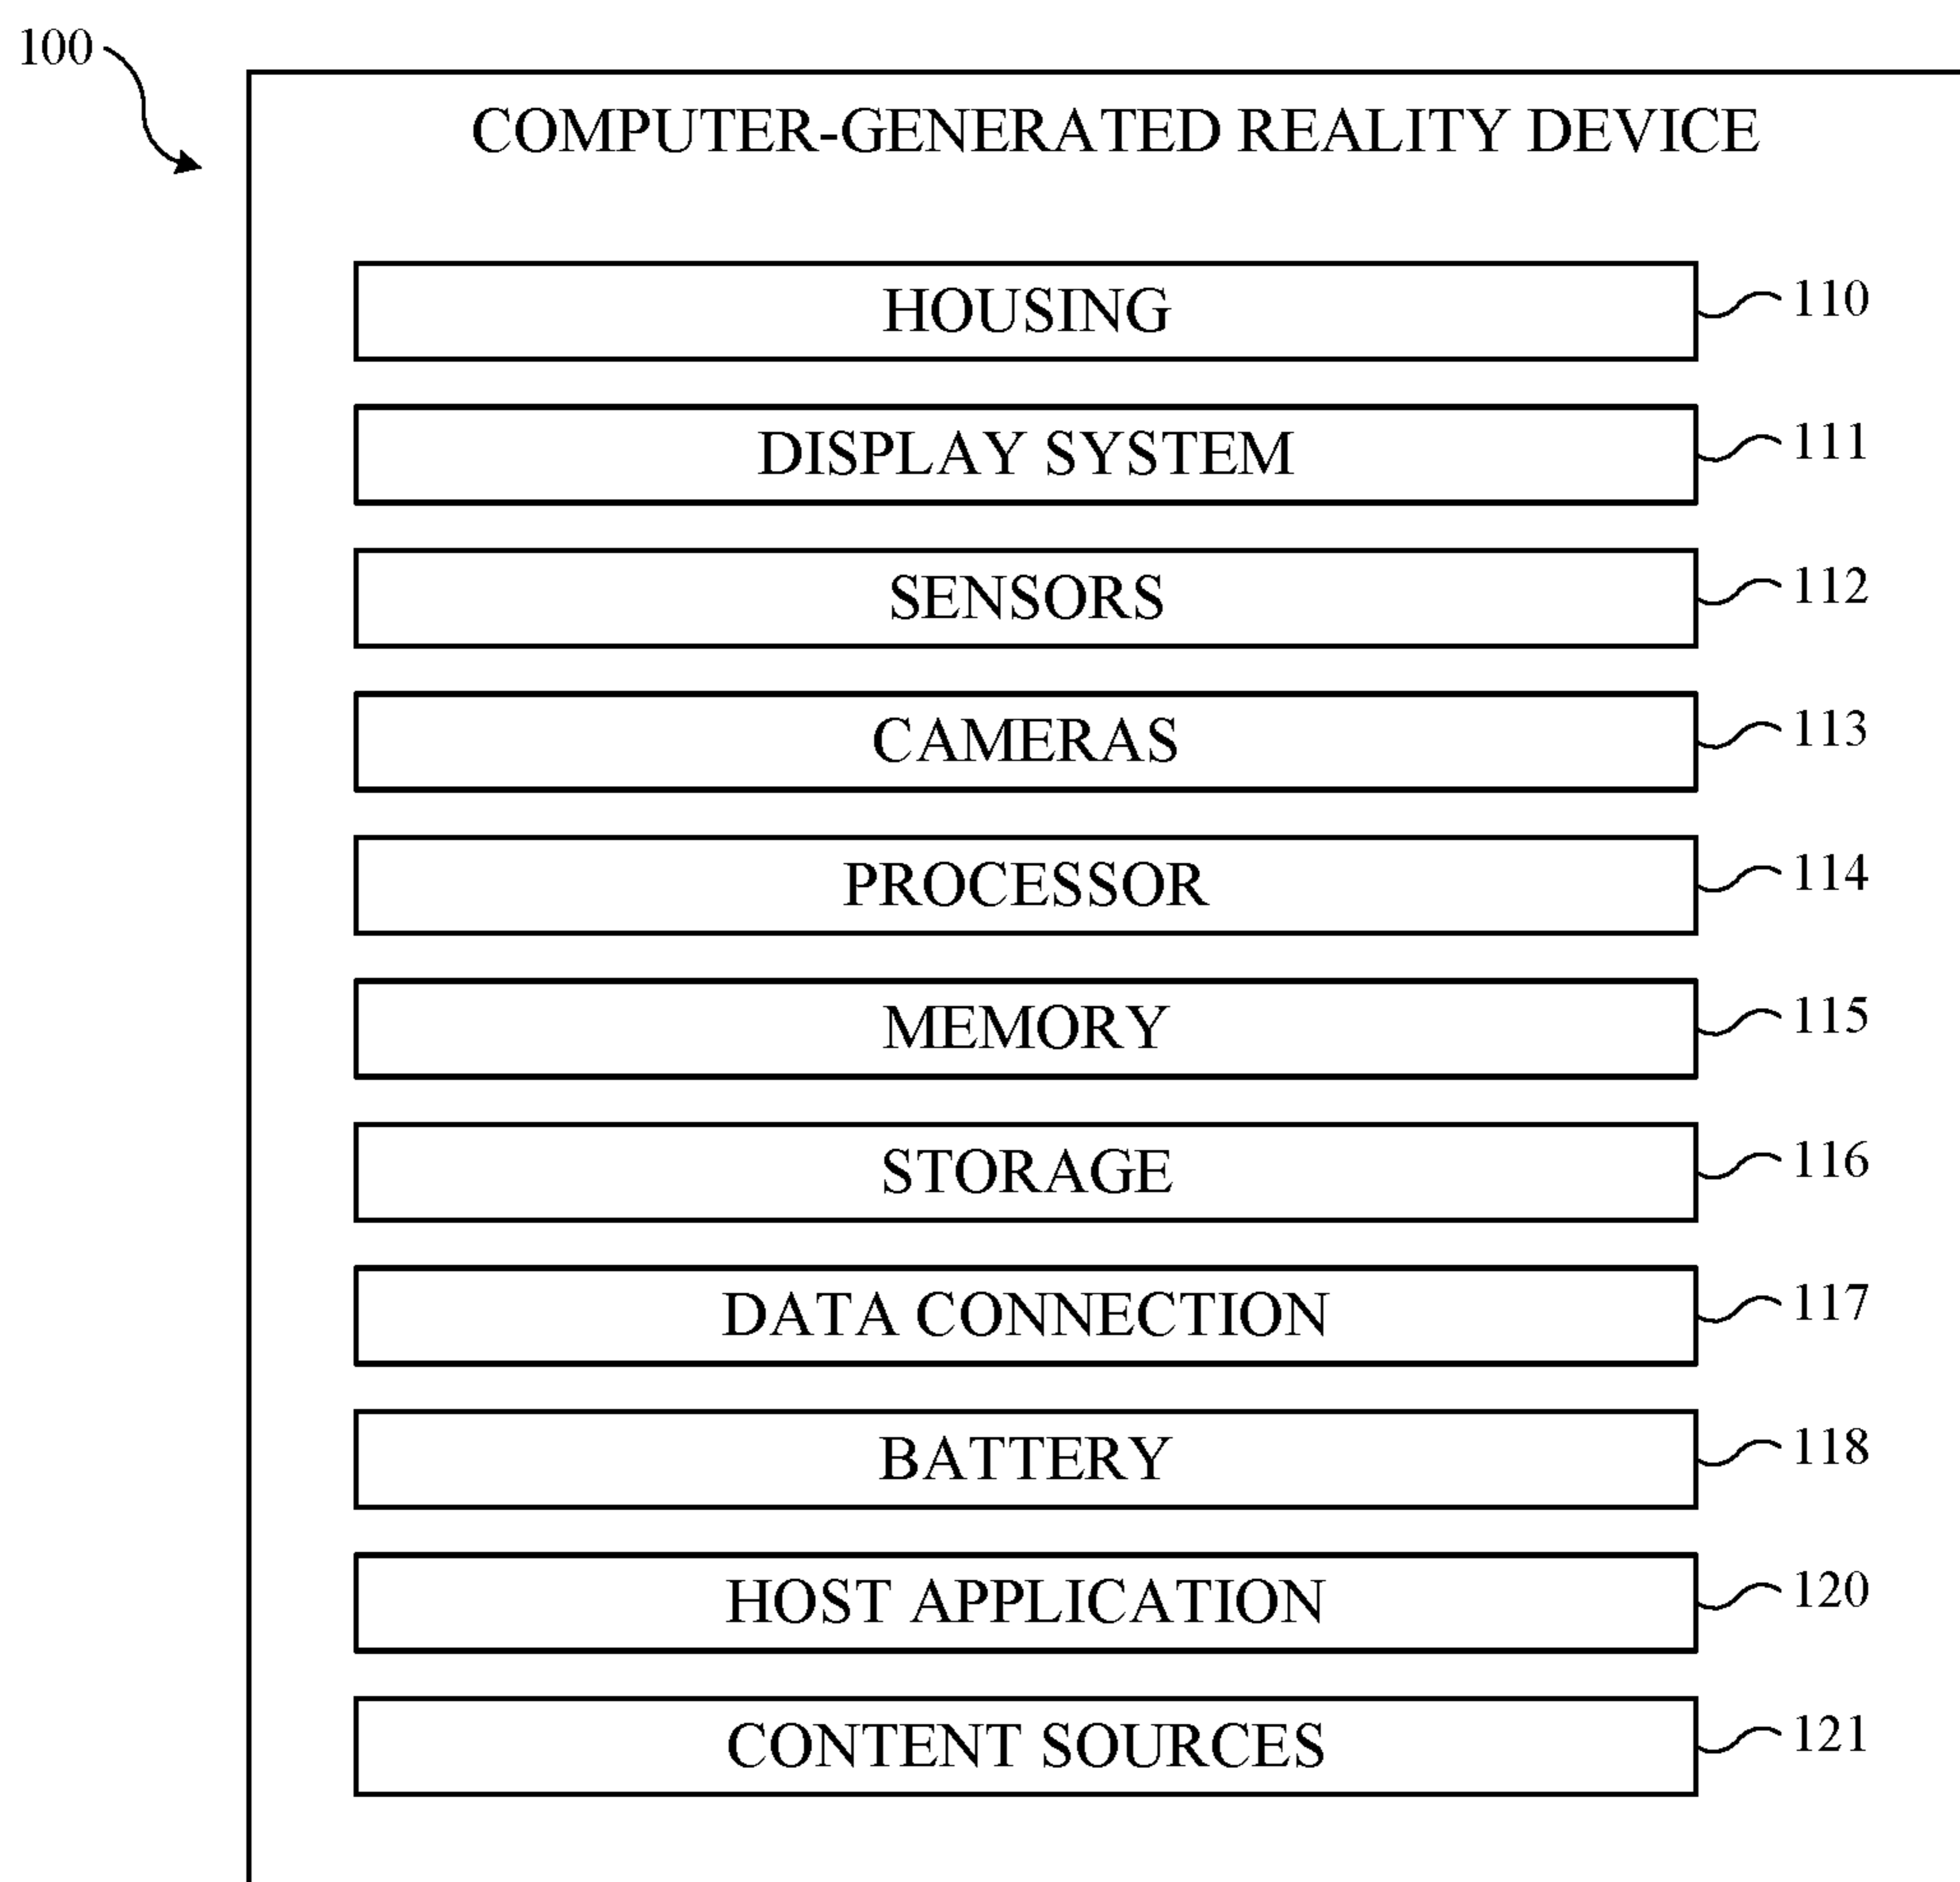 100
COMPUTER-GENERATED REALITY DEVICE
HOUSING 110
DISPLAY SYSTEM 111
SENSORS 112
CAMERAS 113
PROCESSOR 114
MEMORY 115
STORAGE 116
DATA CONNECTION 117
BATTERY 118
HOST APPLICATION 120
CONTENT SOURCES 121